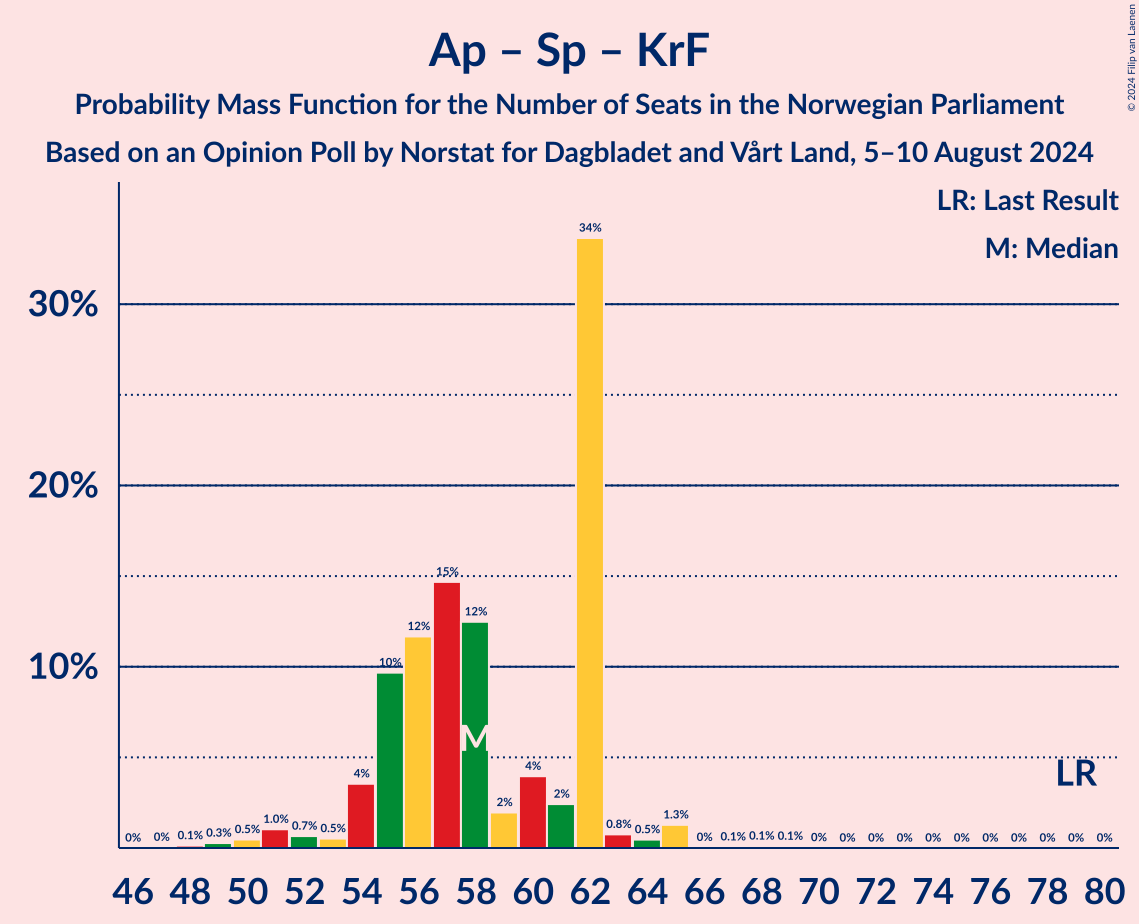 Ap – Sp – KrF
Probability Mass Function for the Number of Seats in the Norwegian Parliament
Based on an Opinion Poll by Norstat for Dagbladet and Vårt Land, 5–10 August 2024
© 2024 Filip van Laenen
LR: Last Result
M: Median
34%
30%
20%
15%
12%
12%
10%
10%
M
4%
4%
2%
2%
LR
0% 0% 0.1% 0.3% 0.5% 1.0% 0.7% 0.5% 0.8% 0.5% 1.3% 0% 0.1% 0.1% 0.1% 0% 0% 0% 0% 0% 0% 0% 0% 0% 0% 0%
46 48 50 52 54 56 58 60 62 64 66 68 70 72 74 76 78 80